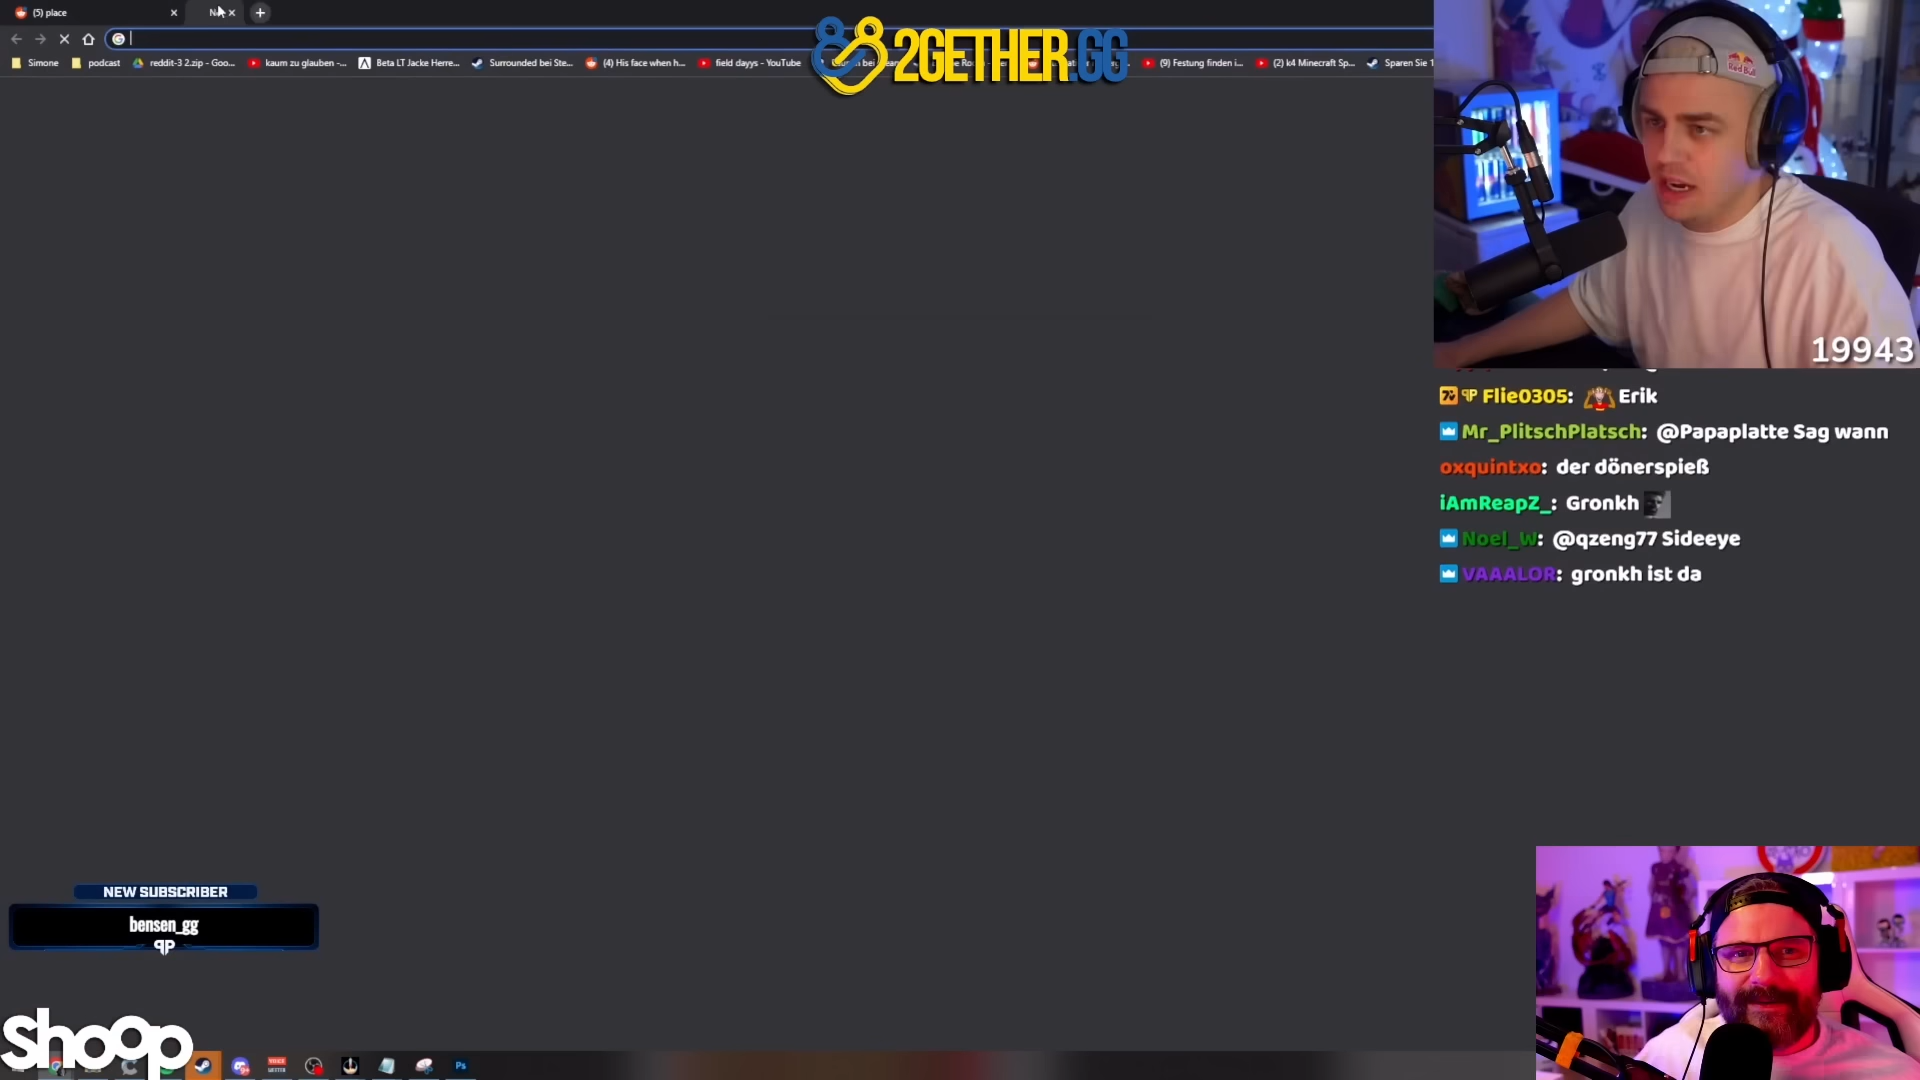 (5) place
Simone
podcast
reddit-3 2.zip - Goo...
kaum zu glauben -...
Beta LT Jacke Herre...
Surrounded bei Ste...
(4) His face when h...
field dayys - YouTube
(9) Festung finden i...
(2) k4 Minecraft Sp...
Sparen Sie 1
2GETHER.GG
Red Bull
19943
Flie0305: Erik
Mr_PlitschPlatsch: @Papaplatte Sag wann
oxquintxo: der dönerspieß
iAmReapZ_: Gronkh
Noel_W: @qzeng77 Sideeye
VAAALOR: gronkh ist da
NEW SUBSCRIBER
bensen_gg
Shoop
Ps